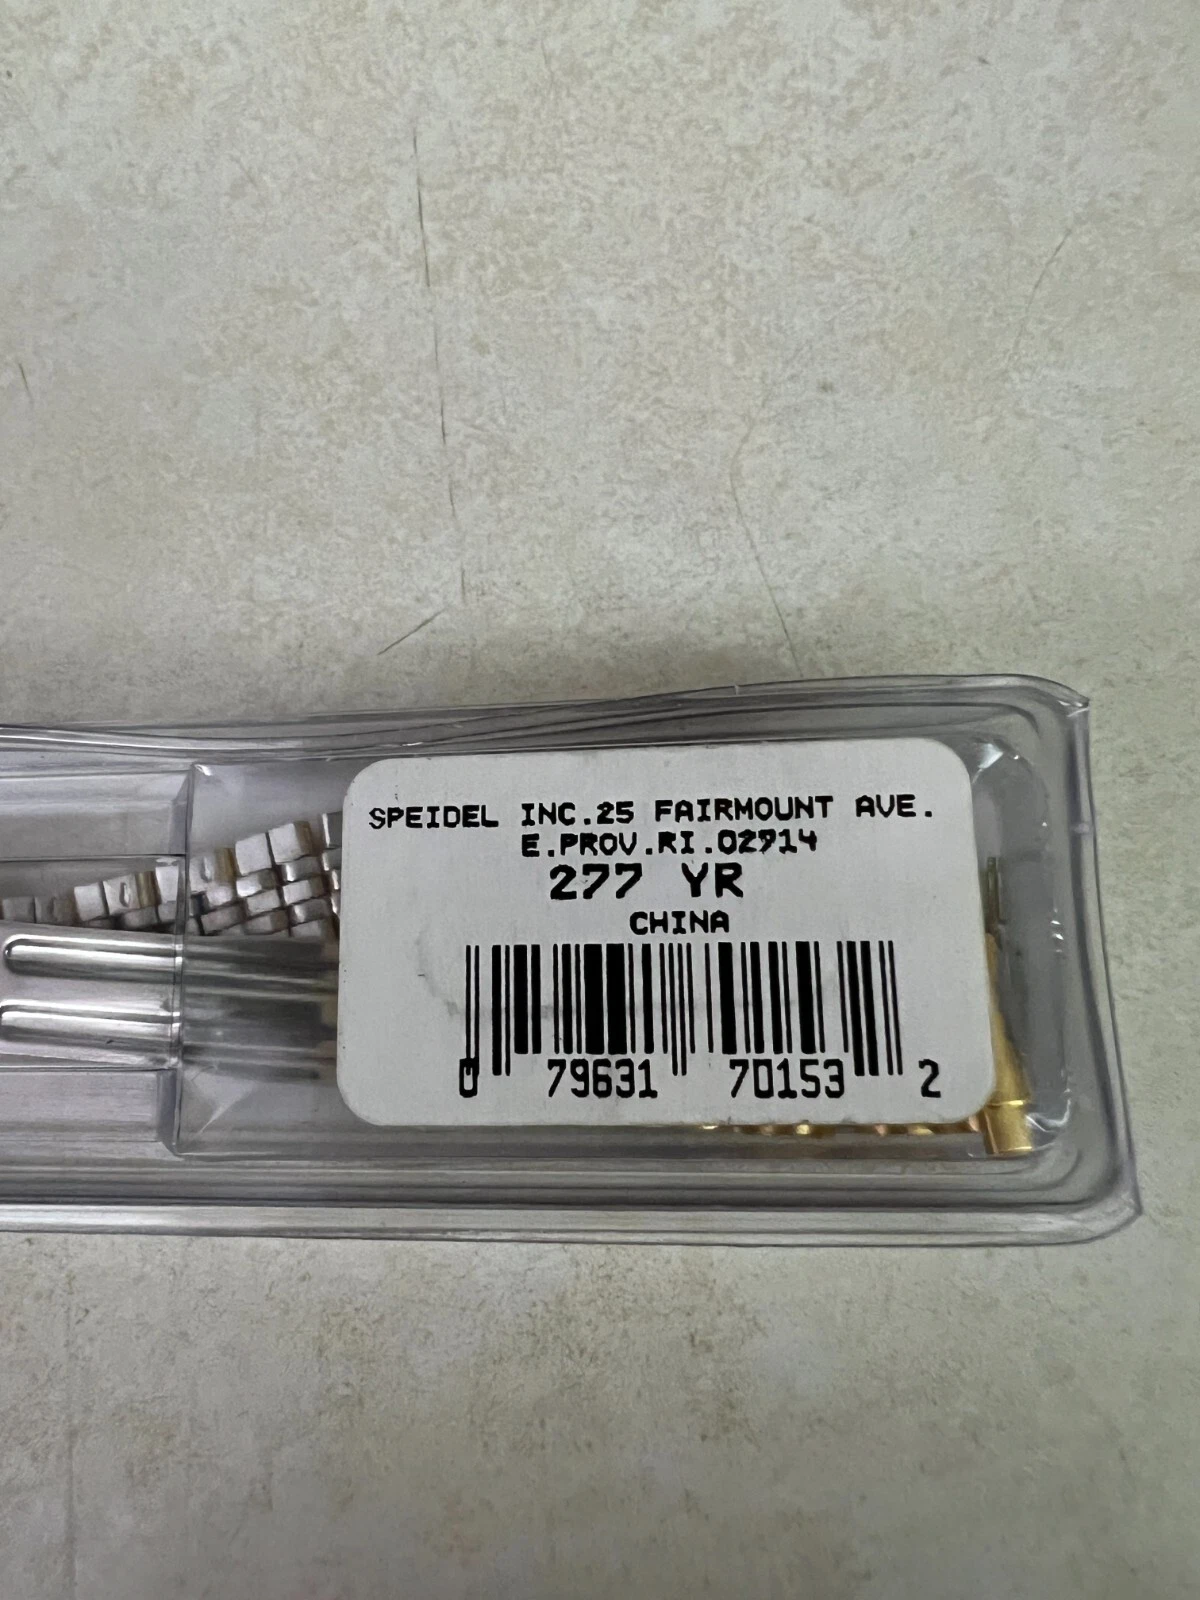 SPEIDEL INC.25 FAIRMOUNT AVE.
E.PROV.RI.02914
277 YR
CHINA
0 79631 70153 2